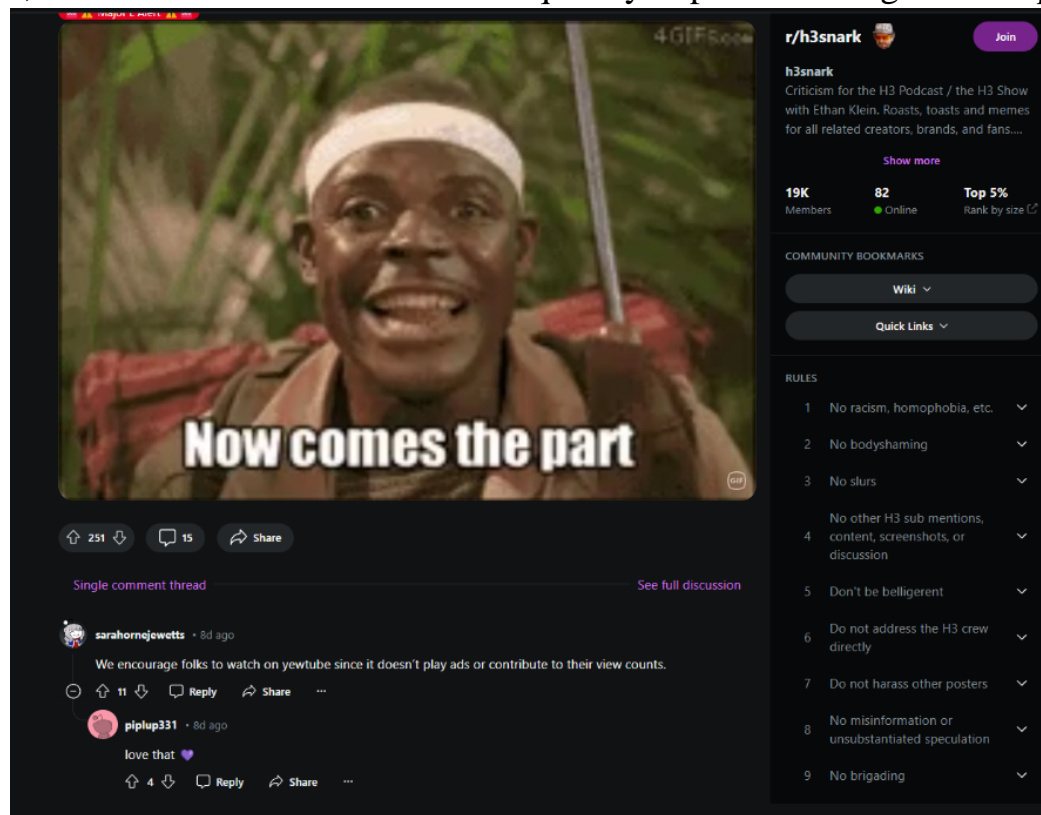 Major L Alert
4GIFs.com
Now comes the part
GIF
251
15
Share
Single comment thread
See full discussion
sarahornejewetts • 8d ago
We encourage folks to watch on yewtube since it doesn't play ads or contribute to their view counts.
11
Reply
Share
piplup331 • 8d ago
love that 💜
4
Reply
Share
r/h3snark
Join
h3snark
Criticism for the H3 Podcast / the H3 Show
with Ethan Klein. Roasts, toasts and memes
for all related creators, brands, and fans....
Show more
19K
Members
82
Online
Top 5%
Rank by size
COMMUNITY BOOKMARKS
Wiki
Quick Links
RULES
1 No racism, homophobia, etc.
2 No bodyshaming
3 No slurs
4 No other H3 sub mentions,
content, screenshots, or
discussion
5 Don't be belligerent
6 Do not address the H3 crew
directly
7 Do not harass other posters
8 No misinformation or
unsubstantiated speculation
9 No brigading